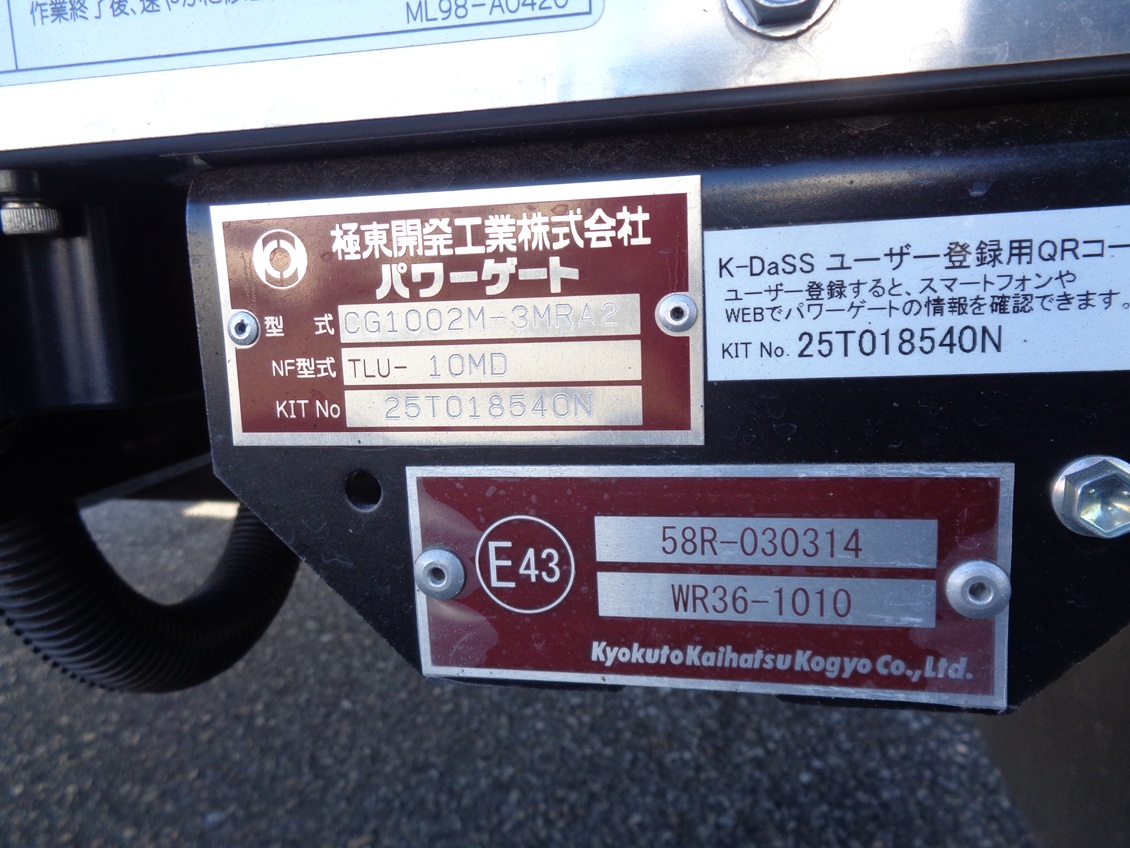 作業終了後、速やかに
ML98-A0420
極東開発工業株式会社
パワーゲート
型 式 CG1002M-3MRA2
NF型式 TLU- 10MD
KIT No 25T018540N
K-DaSS ユーザー登録用QRコー
ユーザー登録すると、スマートフォンや
WEBでパワーゲートの情報を確認できます。
KIT No. 25T018540N
E43
58R-030314
WR36-1010
Kyokuto Kaihatsu Kogyo Co., Ltd.